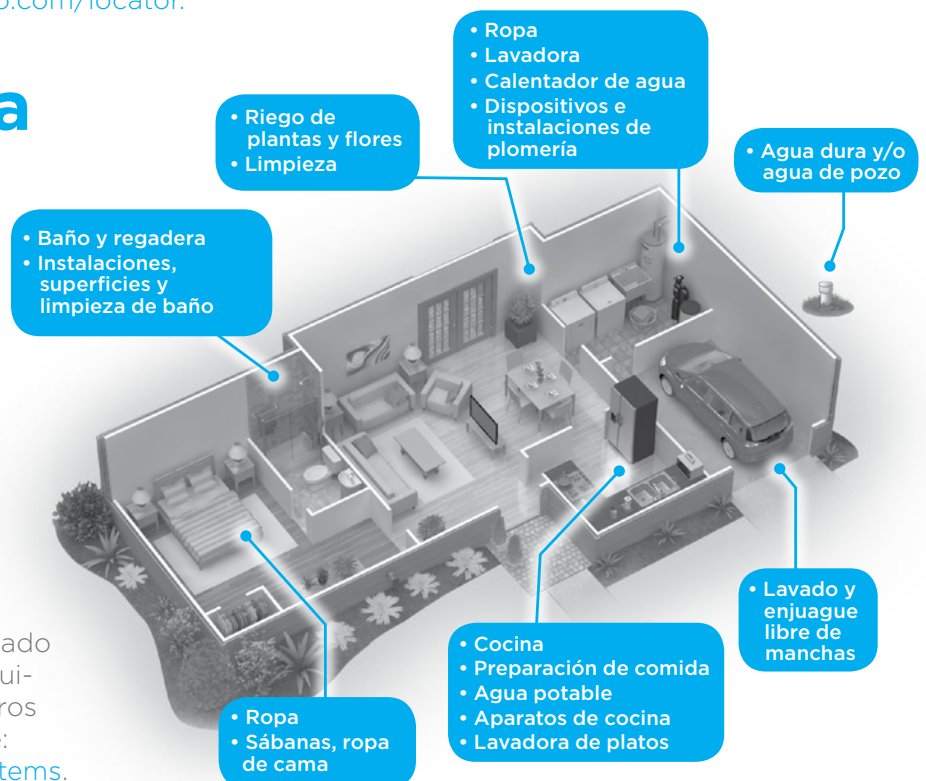 o.com/locator.
a
• Ropa
• Lavadora
• Calentador de agua
• Dispositivos e
instalaciones de
plomería
• Riego de
plantas y flores
• Limpieza
• Agua dura y/o
agua de pozo
• Baño y regadera
• Instalaciones,
superficies y
limpieza de baño
• Lavado y
enjuague
libre de
manchas
• Cocina
• Preparación de comida
• Agua potable
• Aparatos de cocina
• Lavadora de platos
• Ropa
• Sábanas, ropa
de cama
ado
ui-
ros
:
tems.